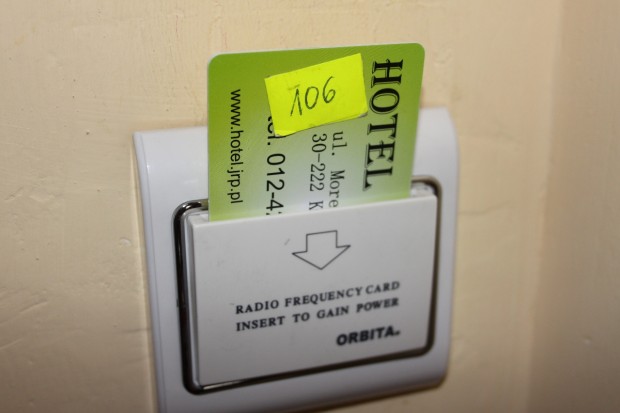 106
HOTEL
ul. More
30-222 K
tel. 012-42
www.hotel.jrp.pl
RADIO FREQUENCY CARD
INSERT TO GAIN POWER
ORBITA.